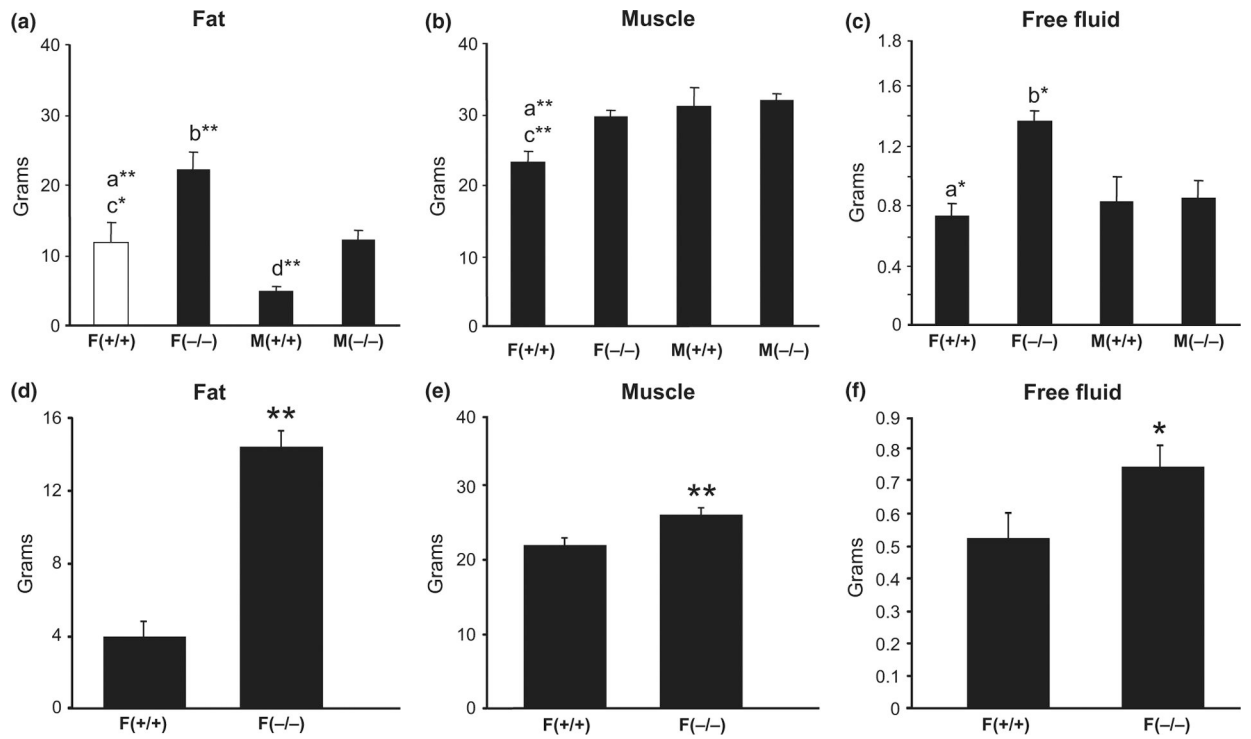 (a)
Fat
Grams
40
30
20
10
0
a**
c*
b**
d**
F(+/+)
F(–/–)
M(+/+)
M(–/–)
(b)
Muscle
Grams
40
30
20
10
0
a**
c**
F(+/+)
F(–/–)
M(+/+)
M(–/–)
(c)
Free fluid
Grams
1.8
1.6
1.2
0.8
0.4
0
a*
b*
F(+/+)
F(–/–)
M(+/+)
M(–/–)
(d)
Fat
Grams
16
12
8
4
0
**
F(+/+)
F(–/–)
(e)
Muscle
Grams
40
30
20
10
0
**
F(+/+)
F(–/–)
(f)
Free fluid
Grams
0.9
0.8
0.7
0.6
0.5
0.4
0.3
0.2
0.1
0
*
F(+/+)
F(–/–)